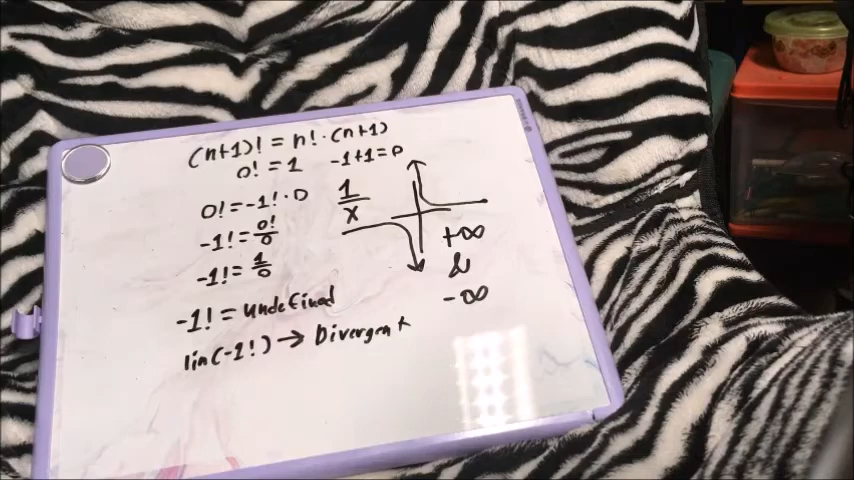 (n+1)! = n! · (n+1)
0! = 1
-1+1=0
0! = -1! · 0
-1! = 0!/0
-1! = 1/0
-1! = undefined
lin(-1!) → Divergent
1/x
+∞
&
-∞